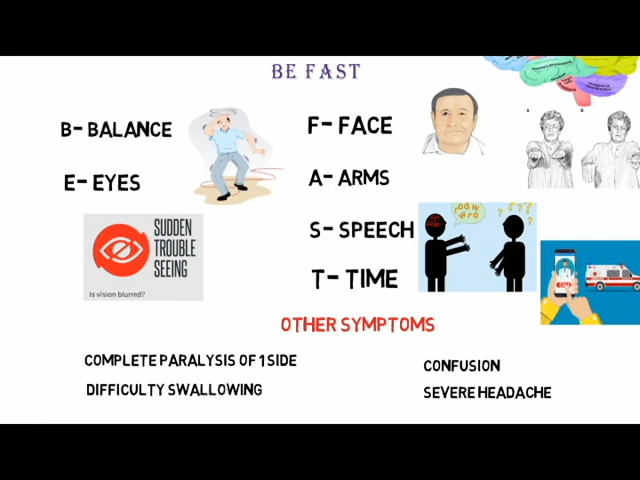 BE FAST
B- BALANCE
E- EYES
SUDDEN
TROUBLE
SEEING
Is vision blurred?
F- FACE
A- ARMS
S- SPEECH
T- TIME
A
B
CALL
OTHER SYMPTOMS
COMPLETE PARALYSIS OF 1 SIDE
DIFFICULTY SWALLOWING
CONFUSION
SEVERE HEADACHE